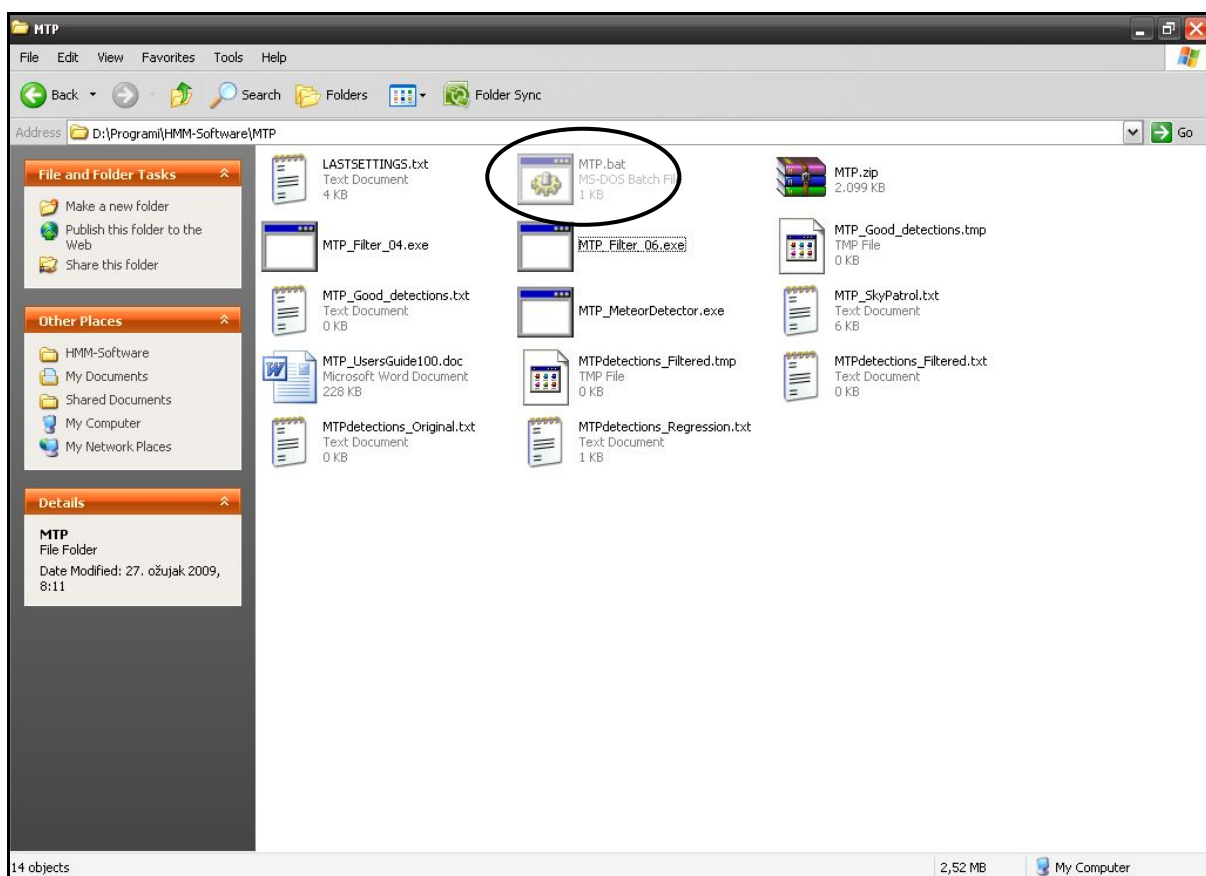 MTP
File Edit View Favorites Tools Help
Back Search Folders Folder Sync
Address D:\Programi\HMM-Software\MTP Go
File and Folder Tasks
Make a new folder
Publish this folder to the
Web
Share this folder
Other Places
HMM-Software
My Documents
Shared Documents
My Computer
My Network Places
Details
MTP
File Folder
Date Modified: 27. ožujak 2009,
8:11
LASTSETTINGS.txt
Text Document
4 KB
MTP.bat
MS-DOS Batch File
1 KB
MTP.zip
2.099 KB
MTP_Filter_04.exe
MTP_Filter_06.exe
MTP_Good_detections.tmp
TMP File
0 KB
MTP_Good_detections.txt
Text Document
0 KB
MTP_MeteorDetector.exe
MTP_SkyPatrol.txt
Text Document
6 KB
MTP_UsersGuide100.doc
Microsoft Word Document
228 KB
MTPdetections_Filtered.tmp
TMP File
0 KB
MTPdetections_Filtered.txt
Text Document
0 KB
MTPdetections_Original.txt
Text Document
0 KB
MTPdetections_Regression.txt
Text Document
1 KB
14 objects 2,52 MB My Computer